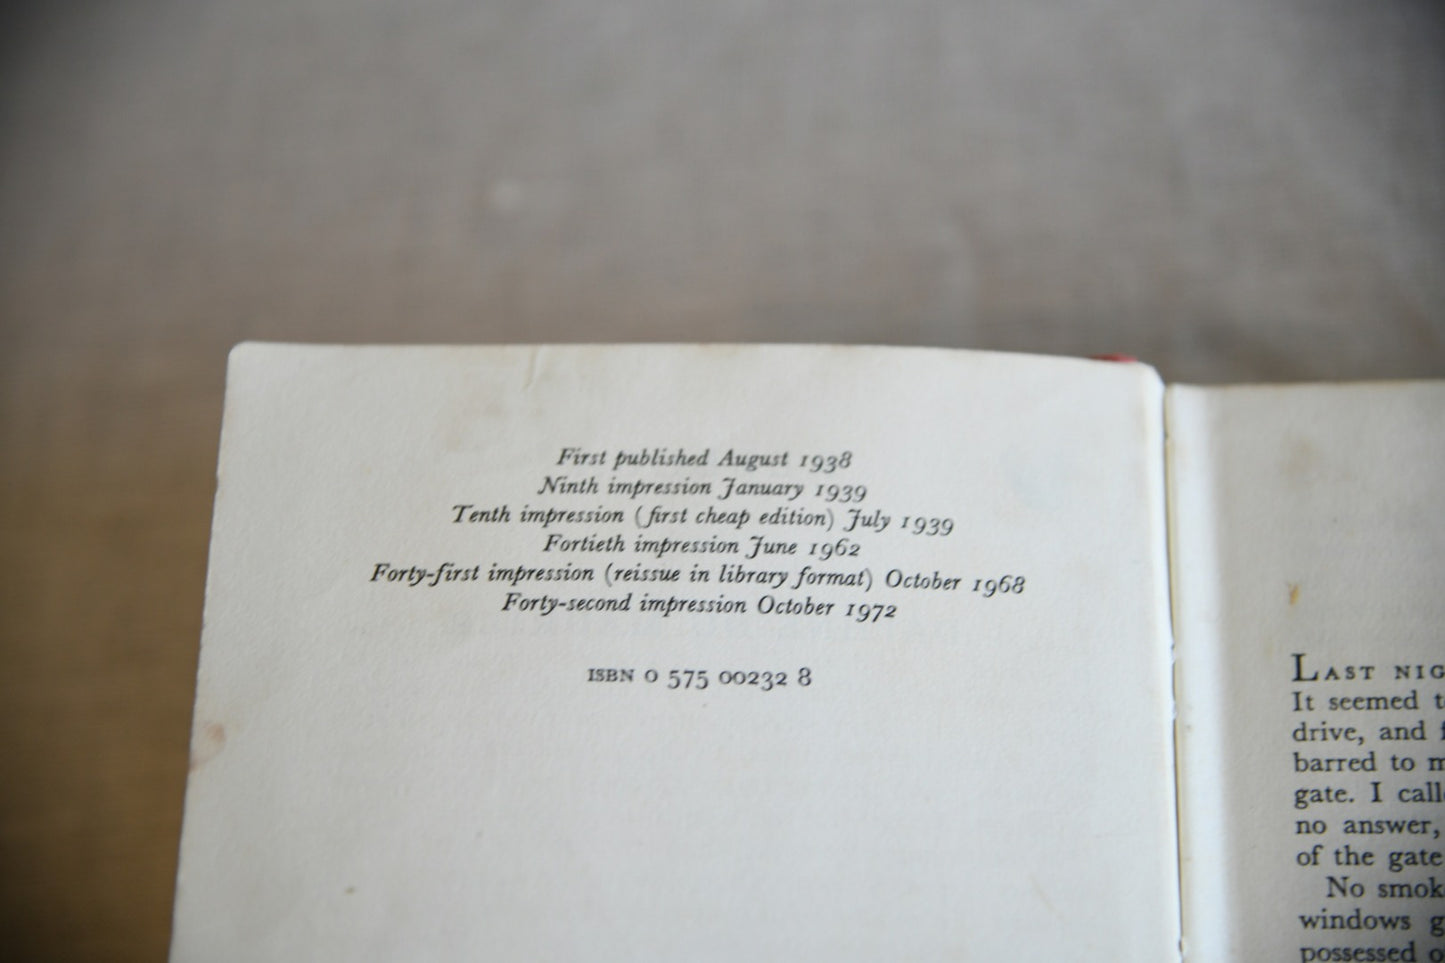 First published August 1938
Ninth impression January 1939
Tenth impression (first cheap edition) July 1939
Fortieth impression June 1962
Forty-first impression (reissue in library format) October 1968
Forty-second impression October 1972
ISBN 0 575 00232 8
LAST NIG
It seemed t
drive, and f
barred to m
gate. I call
no answer,
of the gate
No smok
windows g
possessed o